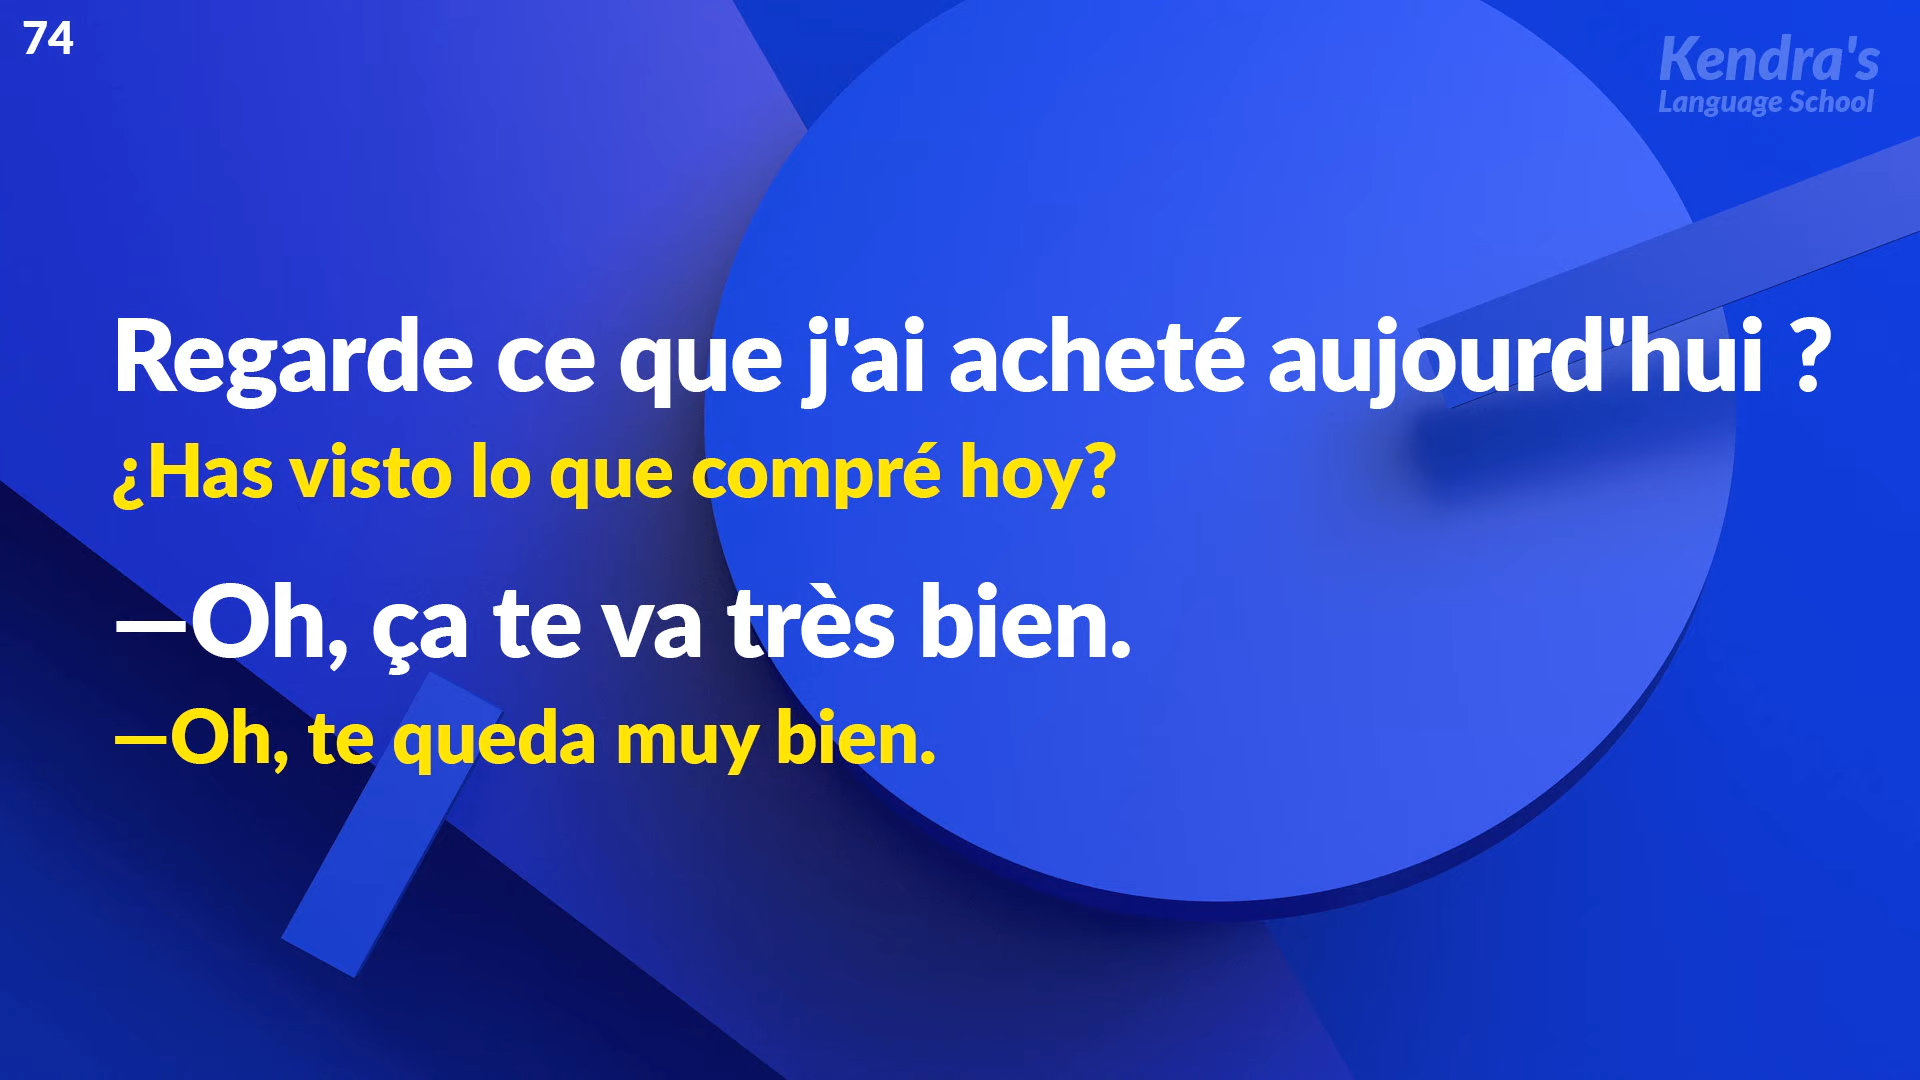 74
Kendra's
Language School
Regarde ce que j'ai acheté aujourd'hui ?
¿Has visto lo que compré hoy?
—Oh, ça te va très bien.
—Oh, te queda muy bien.